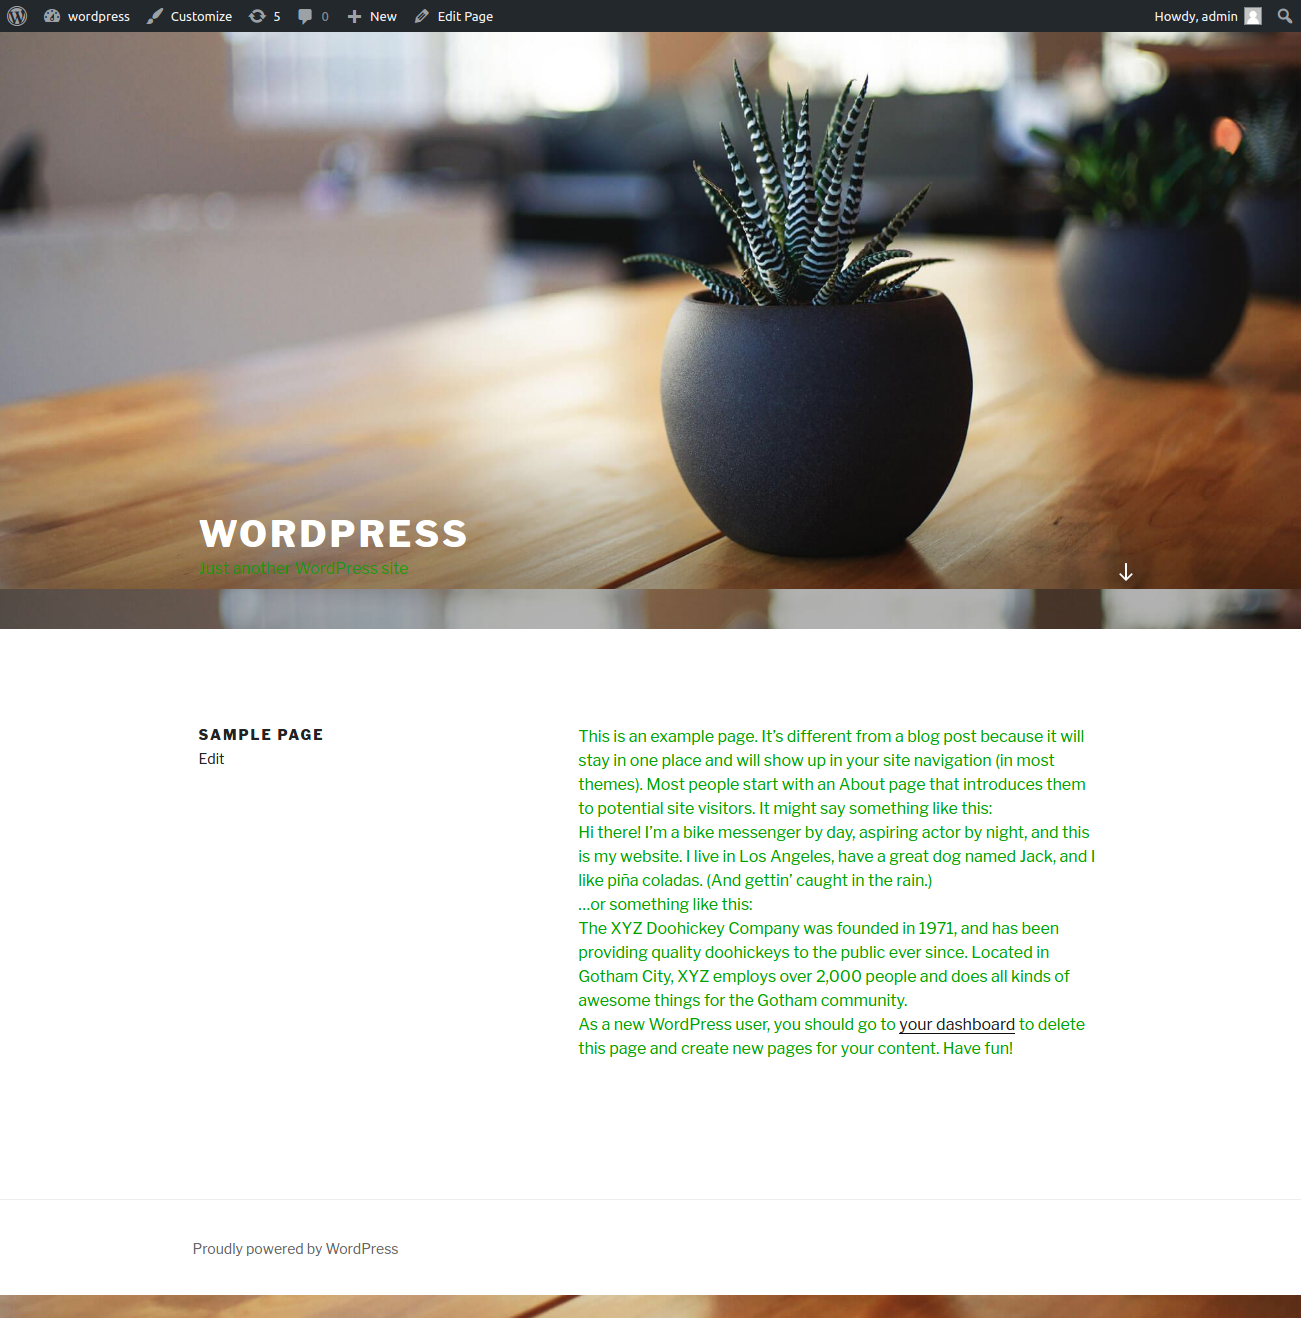 wordpress Customize 5 0 New Edit Page Howdy, admin
WORDPRESS
Just another WordPress site
SAMPLE PAGE
Edit
This is an example page. It’s different from a blog post because it will
stay in one place and will show up in your site navigation (in most
themes). Most people start with an About page that introduces them
to potential site visitors. It might say something like this:
Hi there! I’m a bike messenger by day, aspiring actor by night, and this
is my website. I live in Los Angeles, have a great dog named Jack, and I
like piña coladas. (And gettin’ caught in the rain.)
…or something like this:
The XYZ Doohickey Company was founded in 1971, and has been
providing quality doohickeys to the public ever since. Located in
Gotham City, XYZ employs over 2,000 people and does all kinds of
awesome things for the Gotham community.
As a new WordPress user, you should go to your dashboard to delete
this page and create new pages for your content. Have fun!
Proudly powered by WordPress